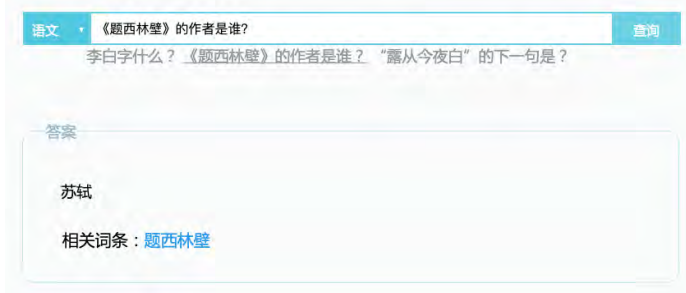 语文 《题西林壁》的作者是谁? 查询
李白字什么？ 《题西林壁》的作者是谁？ “露从今夜白”的下一句是？
答案
苏轼
相关词条：题西林壁